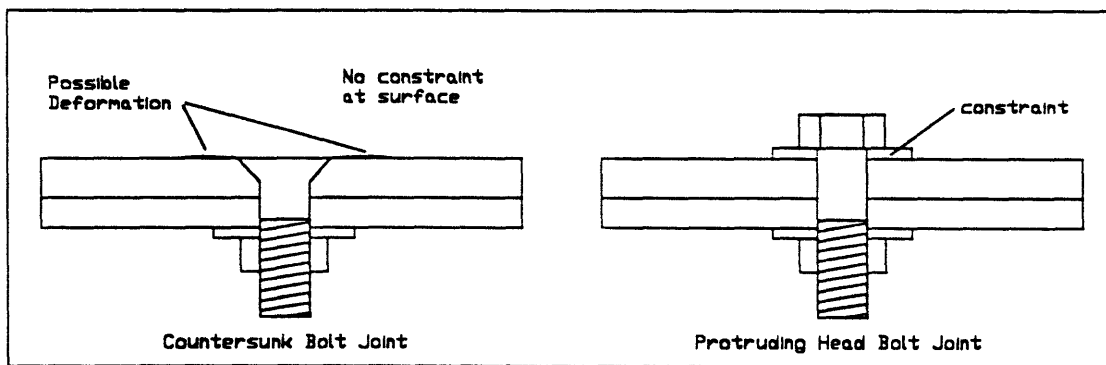 Possible
Deformation
No constraint
at surface
constraint
Countersunk Bolt Joint
Protruding Head Bolt Joint